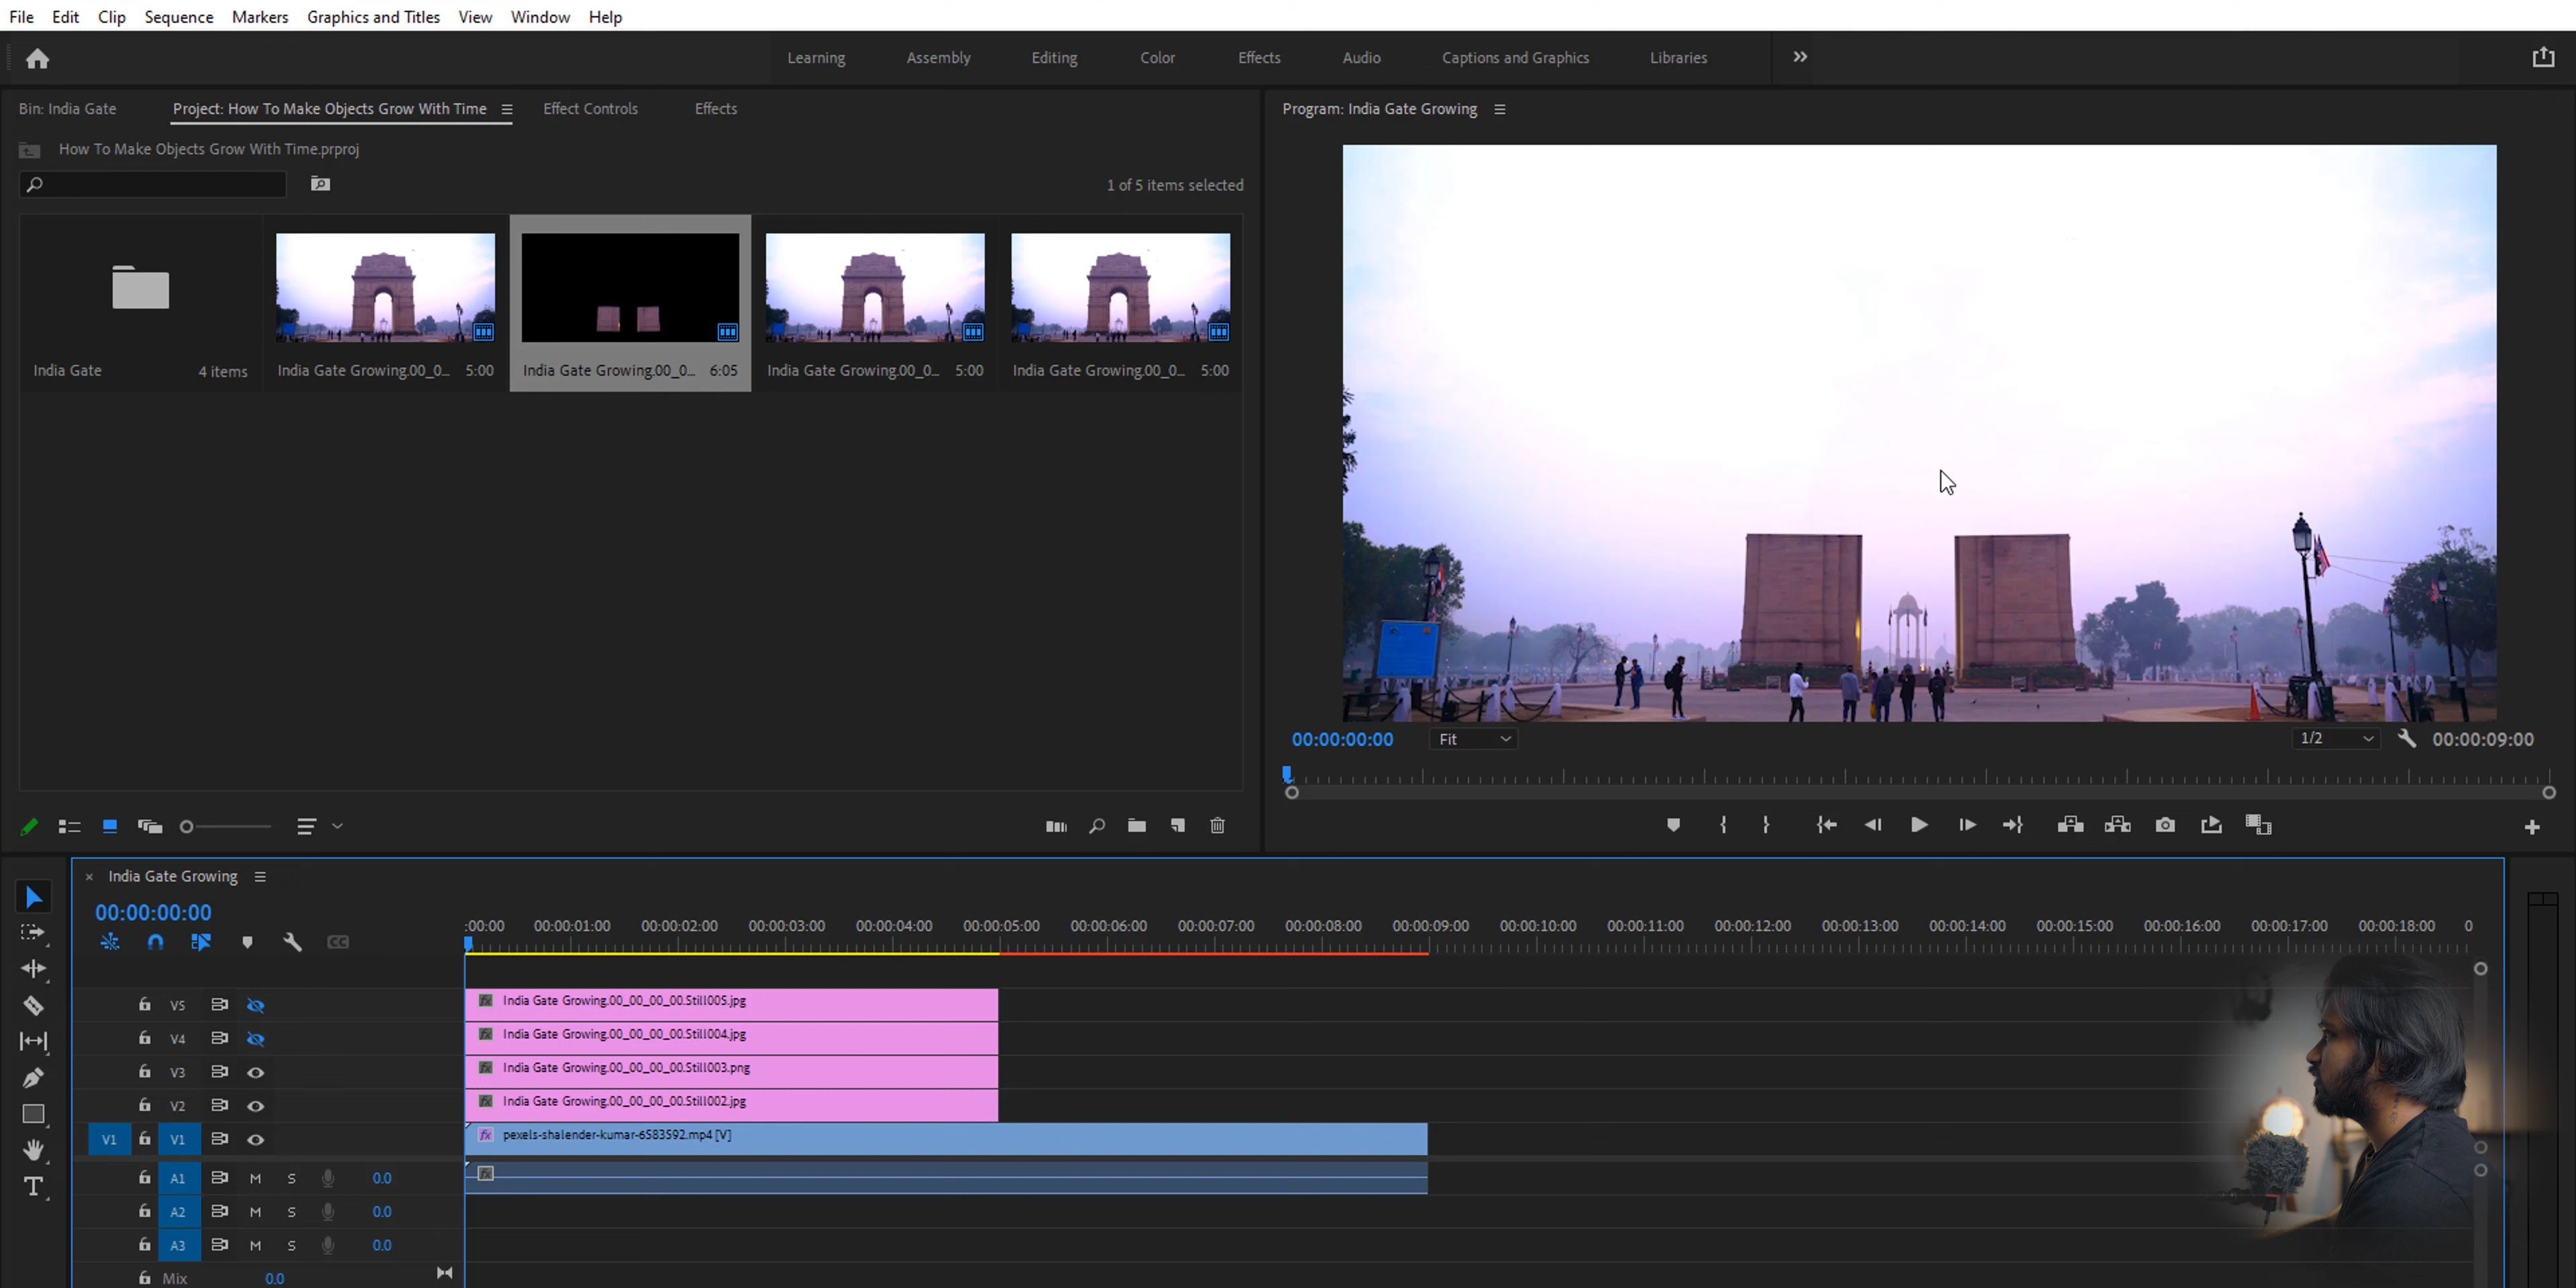 File Edit Clip Sequence Markers Graphics and Titles View Window Help
Learning Assembly Editing Color Effects Audio Captions and Graphics Libraries
Bin: India Gate Project: How To Make Objects Grow With Time Effect Controls Effects
How To Make Objects Grow With Time.prproj
1 of 5 items selected
India Gate 4 items
India Gate Growing.00_0... 5:00
India Gate Growing.00_0... 6:05
India Gate Growing.00_0... 5:00
India Gate Growing.00_0... 5:00
Program: India Gate Growing
00:00:00:00 Fit 1/2 00:00:09:00
India Gate Growing
00:00:00:00
:00:00 00:00:01:00 00:00:02:00 00:00:03:00 00:00:04:00 00:00:05:00 00:00:06:00 00:00:07:00 00:00:08:00 00:00:09:00 00:00:10:00 00:00:11:00 00:00:12:00 00:00:13:00 00:00:14:00 00:00:15:00 00:00:16:00 00:00:17:00 00:00:18:00 0
CC
V5 fx India Gate Growing.00_00_00_00.Still005.jpg
V4 fx India Gate Growing.00_00_00_00.Still004.jpg
V3 fx India Gate Growing.00_00_00_00.Still003.png
V2 fx India Gate Growing.00_00_00_00.Still002.jpg
V1 V1 fx pexels-shalender-kumar-6583592.mp4 [V]
A1 M S 0.0 fx
A2 M S 0.0
A3 M S 0.0
Mix 0.0